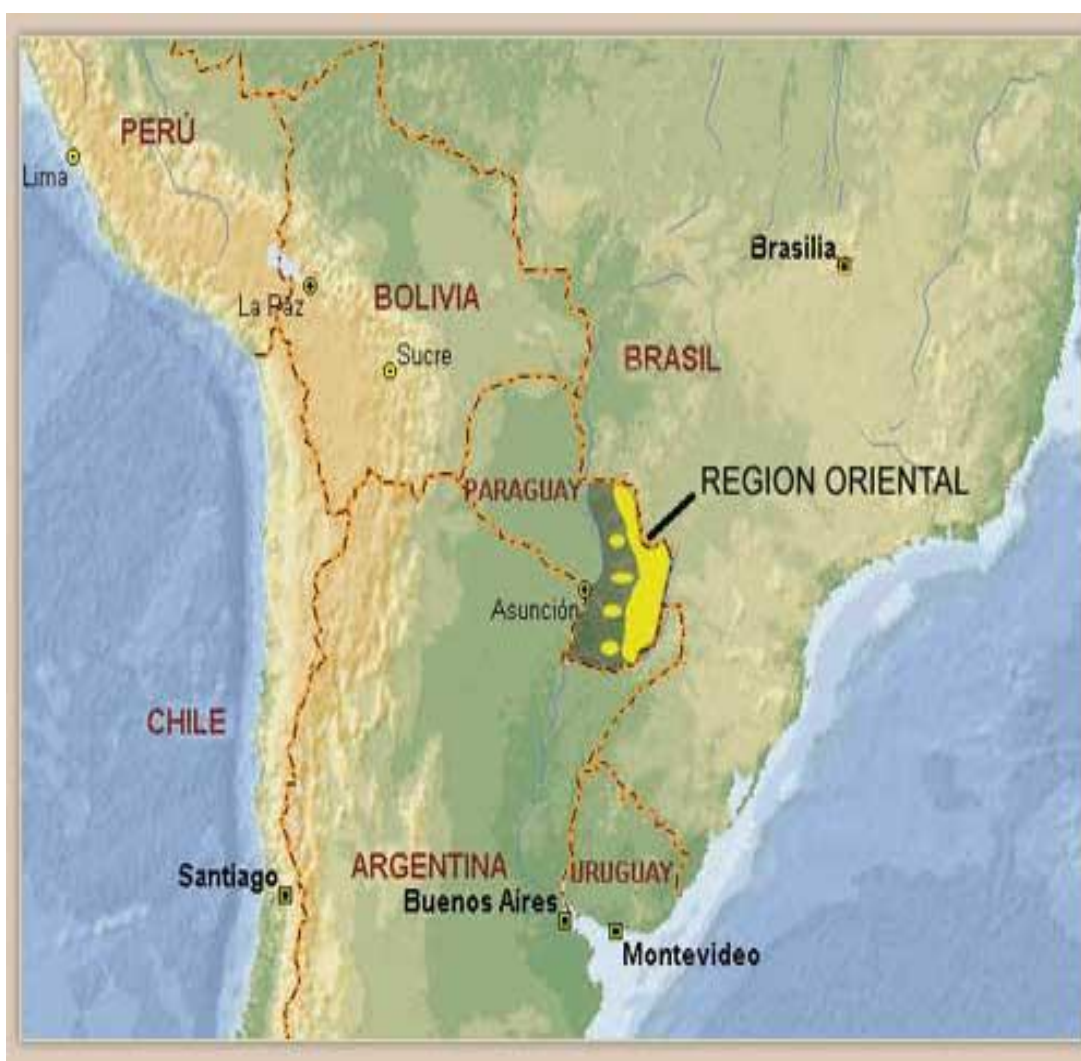 PERÚ
Lima
Brasilia
La Paz
BOLIVIA
Sucre
BRASIL
REGION ORIENTAL
PARAGUAY
Asunción
CHILE
ARGENTINA
Santiago
URUGUAY
Buenos Aires
Montevideo